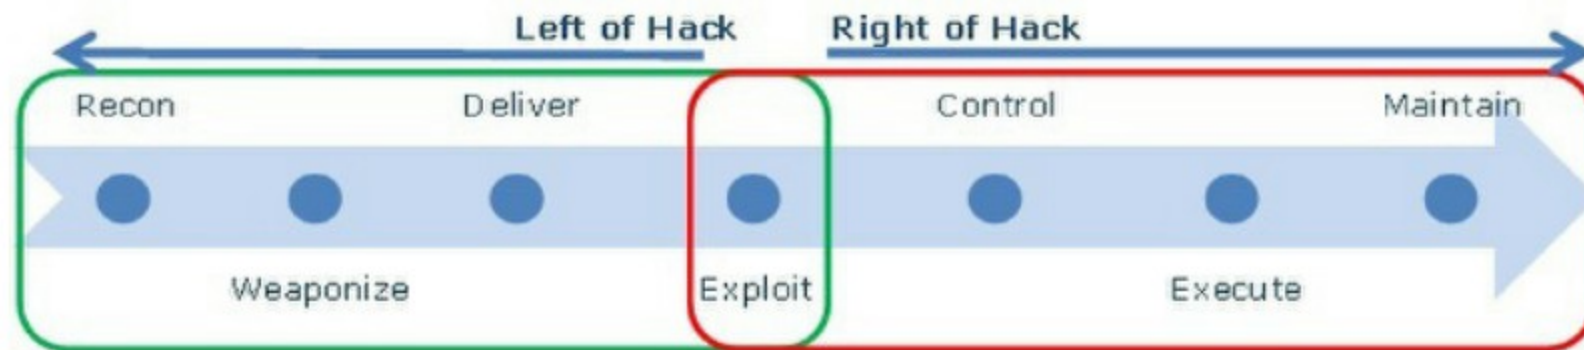 Left of Hack Right of Hack
Recon Deliver Control Maintain
Weaponize Exploit Execute